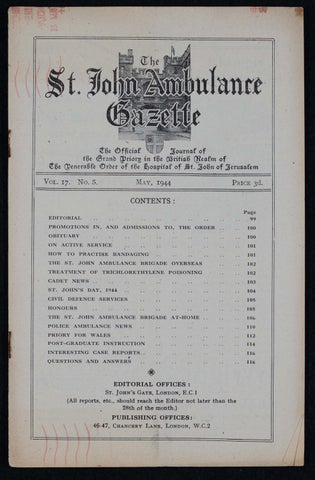 The
St. John Ambulance
Gazette
The Official Journal of
the Grand Priory in the British Realm of
The Venerable Order of the Hospital of St. John of Jerusalem
VOL. 17. NO. 5. MAY, 1944 PRICE 3d.
CONTENTS :
Page
EDITORIAL 99
PROMOTIONS IN, AND ADMISSIONS TO, THE ORDER 100
OBITUARY 100
ON ACTIVE SERVICE 101
HOW TO PRACTISE BANDAGING 101
THE ST. JOHN AMBULANCE BRIGADE OVERSEAS 102
TREATMENT OF TRICHLORETHYLENE POISONING 102
CADET NEWS 103
ST. JOHN'S DAY, 1944 104
CIVIL DEFENCE SERVICES 105
HONOURS 105
THE ST. JOHN AMBULANCE BRIGADE AT-HOME 106
POLICE AMBULANCE NEWS 110
PRIORY FOR WALES 112
POST-GRADUATE INSTRUCTION 114
INTERESTING CASE REPORTS 116
QUESTIONS AND ANSWERS 116
EDITORIAL OFFICES :
ST. JOHN'S GATE, LONDON, E.C.1
(All reports, etc., should reach the Editor not later than the
28th of the month.)
PUBLISHING OFFICES :
46-47, CHANCERY LANE, LONDON, W.C.2